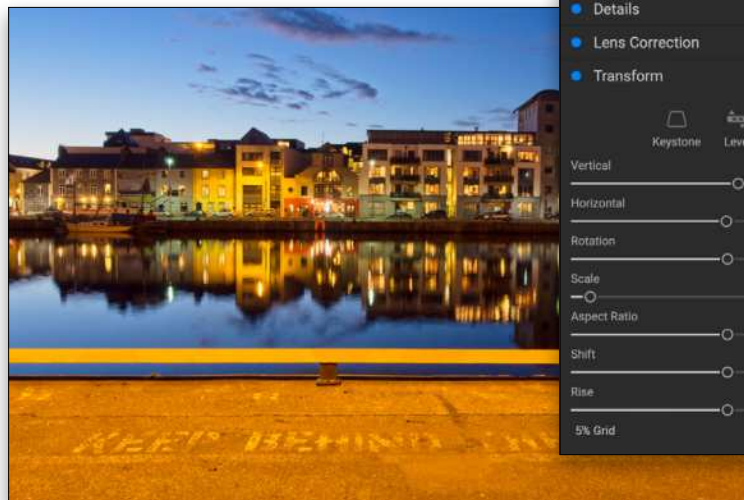 Details
Lens Correction
Transform
Keystone
Vertical
Horizontal
Rotation
Scale
Aspect Ratio
Shift
Rise
5% Grid
KEEP BEHIND